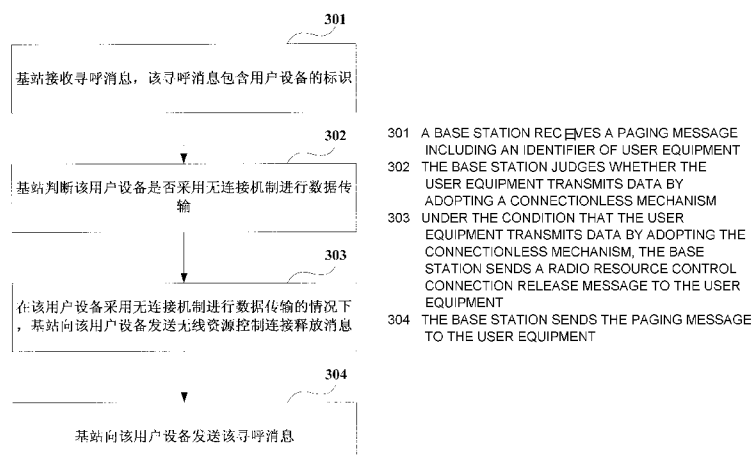 301
基站接收寻呼消息，该寻呼消息包含用户设备的标识
302
基站判断该用户设备是否采用无连接机制进行数据传
输
303
在该用户设备采用无连接机制进行数据传输的情况下
，基站向该用户设备发送无线资源控制连接释放消息
304
基站向该用户设备发送该寻呼消息
301 A BASE STATION RECEIVES A PAGING MESSAGE
INCLUDING AN IDENTIFIER OF USER EQUIPMENT
302 THE BASE STATION JUDGES WHETHER THE
USER EQUIPMENT TRANSMITS DATA BY
ADOPTING A CONNECTIONLESS MECHANISM
303 UNDER THE CONDITION THAT THE USER
EQUIPMENT TRANSMITS DATA BY ADOPTING THE
CONNECTIONLESS MECHANISM, THE BASE
STATION SENDS A RADIO RESOURCE CONTROL
CONNECTION RELEASE MESSAGE TO THE USER
EQUIPMENT
304 THE BASE STATION SENDS THE PAGING MESSAGE
TO THE USER EQUIPMENT